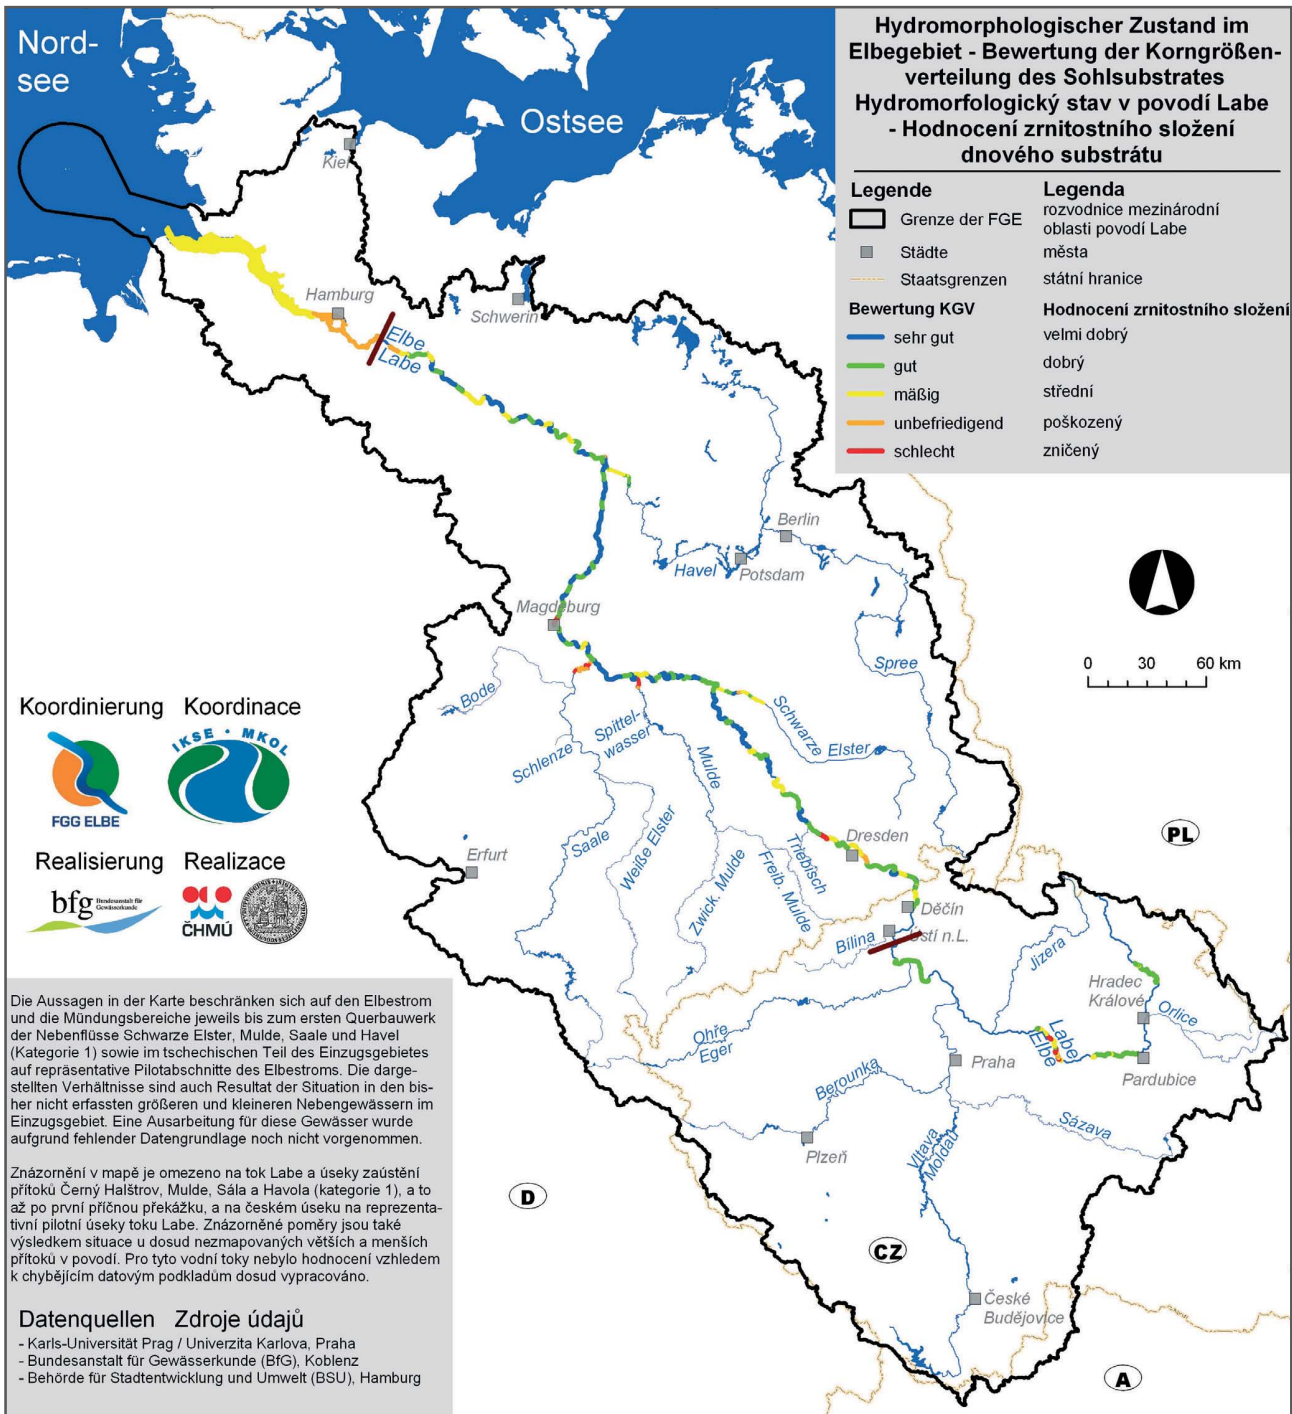 Nord-
see
Ostsee
Hydromorphologischer Zustand im
Elbegebiet - Bewertung der Korngrößen-
verteilung des Sohlsubstrates
Hydromorfologický stav v povodí Labe
- Hodnocení zrnitostního složení
dnového substrátu
Legende Legenda
Grenze der FGE rozvodnice mezinárodní
oblasti povodí Labe
Städte města
Staatsgrenzen státní hranice
Bewertung KGV Hodnocení zrnitostního složení
sehr gut velmi dobrý
gut dobrý
mäßig střední
unbefriedigend poškozený
schlecht zničený
Kiel
Hamburg
Schwerin
Elbe
Labe
Berlin
Havel
Potsdam
Magdeburg
0 30 60 km
Spree
Bode
Schwarze Elster
Spittel-
wasser
Schlenze
Mulde
Koordinierung Koordinace
IKSE • MKOL
FGG ELBE
Realisierung Realizace
bfg Bundesanstalt für
Gewässerkunde
ČHMÚ
Saale
Weiße Elster
Erfurt
Zwick. Mulde
Freib. Mulde
Triebisch
Dresden
PL
Děčín
Bílina
Ústí n.L.
Jizera
Hradec
Králové
Orlice
Labe
Elbe
Pardubice
Ohře
Eger
Praha
Berounka
Sázava
Plzeň
Vltava
Moldau
D
CZ
České
Budějovice
A
Die Aussagen in der Karte beschränken sich auf den Elbestrom
und die Mündungsbereiche jeweils bis zum ersten Querbauwerk
der Nebenflüsse Schwarze Elster, Mulde, Saale und Havel
(Kategorie 1) sowie im tschechischen Teil des Einzugsgebietes
auf repräsentative Pilotabschnitte des Elbestroms. Die darge-
stellten Verhältnisse sind auch Resultat der Situation in den bis-
her nicht erfassten größeren und kleineren Nebengewässern im
Einzugsgebiet. Eine Ausarbeitung für diese Gewässer wurde
aufgrund fehlender Datengrundlage noch nicht vorgenommen.
Znázornění v mapě je omezeno na tok Labe a úseky zaústění
přítoků Černý Halštrov, Mulde, Sála a Havola (kategorie 1), a to
až po první příčnou překážku, a na českém úseku na reprezenta-
tivní pilotní úseky toku Labe. Znázorněné poměry jsou také
výsledkem situace u dosud nezmapovaných větších a menších
přítoků v povodí. Pro tyto vodní toky nebylo hodnocení vzhledem
k chybějícím datovým podkladům dosud vypracováno.
Datenquellen Zdroje údajů
- Karls-Universität Prag / Univerzita Karlova, Praha
- Bundesanstalt für Gewässerkunde (BfG), Koblenz
- Behörde für Stadtentwicklung und Umwelt (BSU), Hamburg